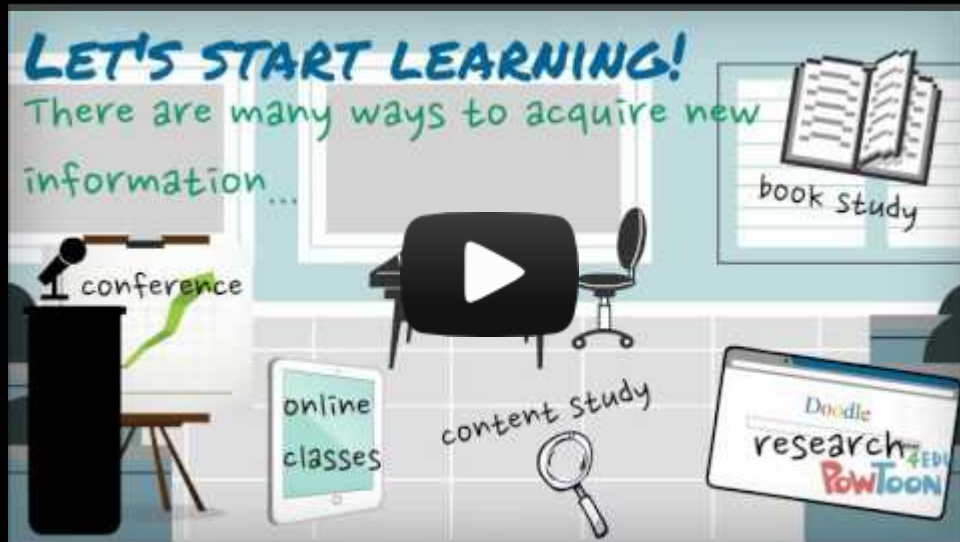 LET'S START LEARNING!
There are many ways to acquire new
information...
book study
conference
online
classes
content study
Doodle
research
4EDU
POWTOON